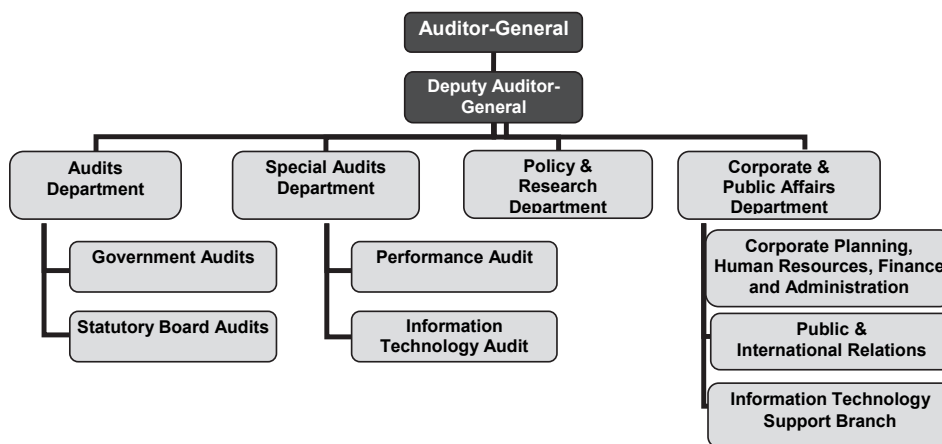 Auditor-General
Deputy Auditor-
General
Audits
Department
Special Audits
Department
Policy &
Research
Department
Corporate &
Public Affairs
Department
Government Audits
Statutory Board Audits
Performance Audit
Information
Technology Audit
Corporate Planning,
Human Resources, Finance
and Administration
Public &
International Relations
Information Technology
Support Branch